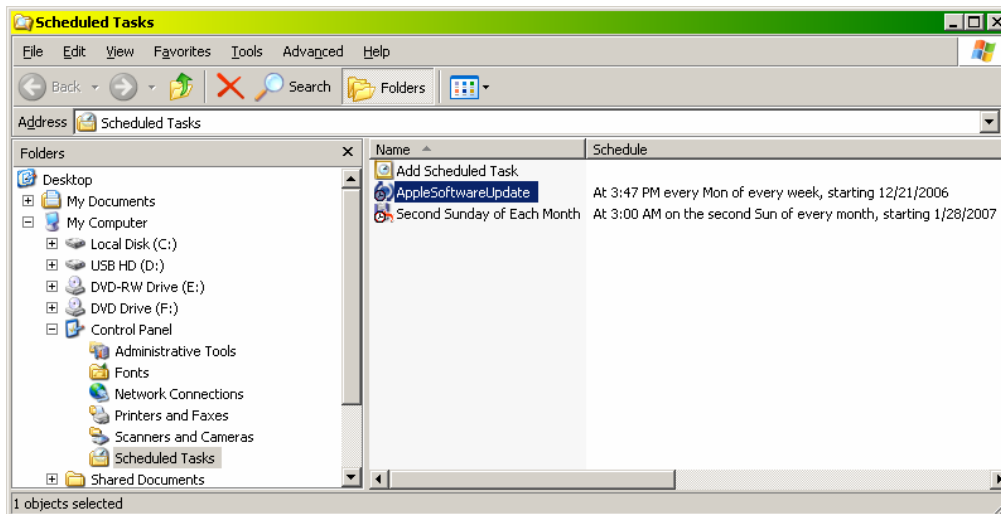 Scheduled Tasks
File Edit View Favorites Tools Advanced Help
Back Search Folders
Address Scheduled Tasks
Folders
Desktop
My Documents
My Computer
Local Disk (C:)
USB HD (D:)
DVD-RW Drive (E:)
DVD Drive (F:)
Control Panel
Administrative Tools
Fonts
Network Connections
Printers and Faxes
Scanners and Cameras
Scheduled Tasks
Shared Documents
Name Schedule
Add Scheduled Task
AppleSoftwareUpdate At 3:47 PM every Mon of every week, starting 12/21/2006
Second Sunday of Each Month At 3:00 AM on the second Sun of every month, starting 1/28/2007
1 objects selected